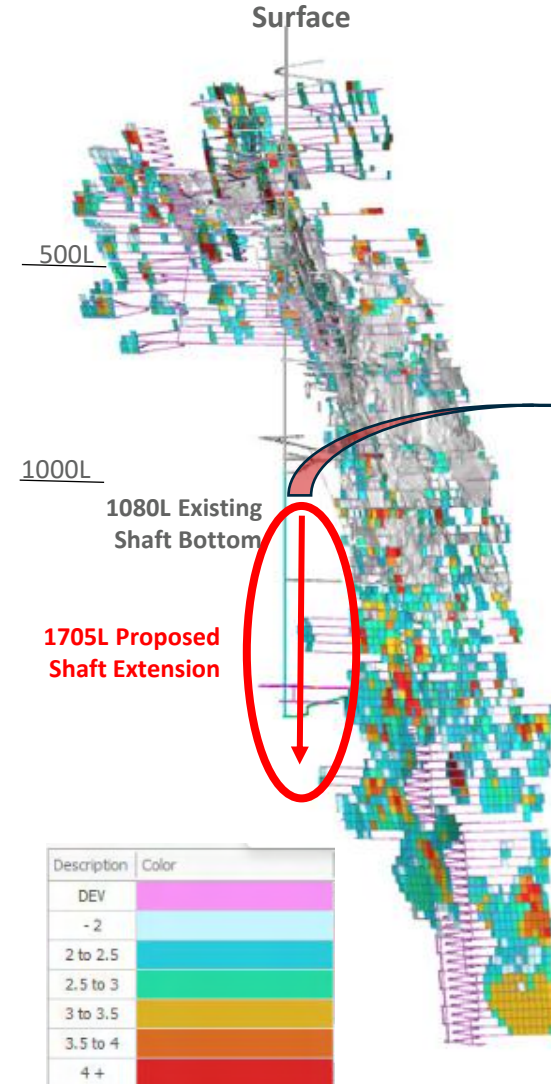 Surface
500L
1000L
1080L Existing
Shaft Bottom
1705L Proposed
Shaft Extension
Description Color
DEV
- 2
2 to 2.5
2.5 to 3
3 to 3.5
3.5 to 4
4 +